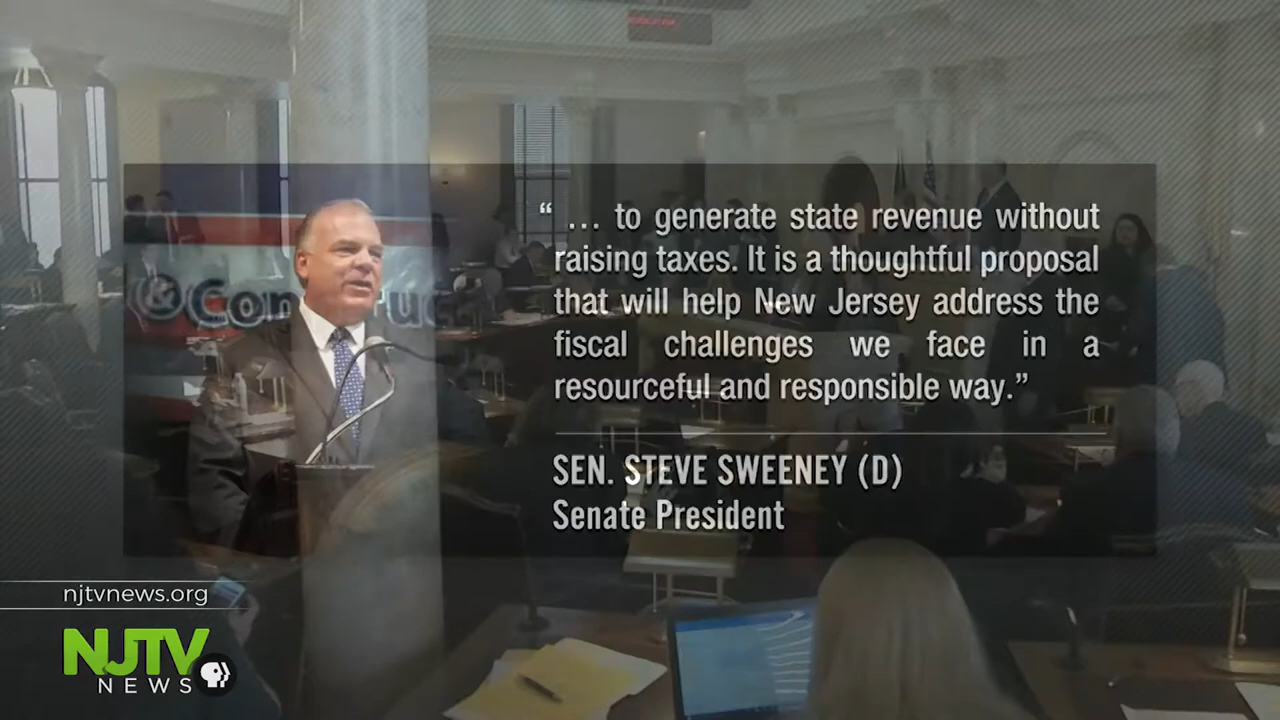 “ … to generate state revenue without
raising taxes. It is a thoughtful proposal
that will help New Jersey address the
fiscal challenges we face in a
resourceful and responsible way.”
SEN. STEVE SWEENEY (D)
Senate President
njtvnews.org
NJTV
NEWS